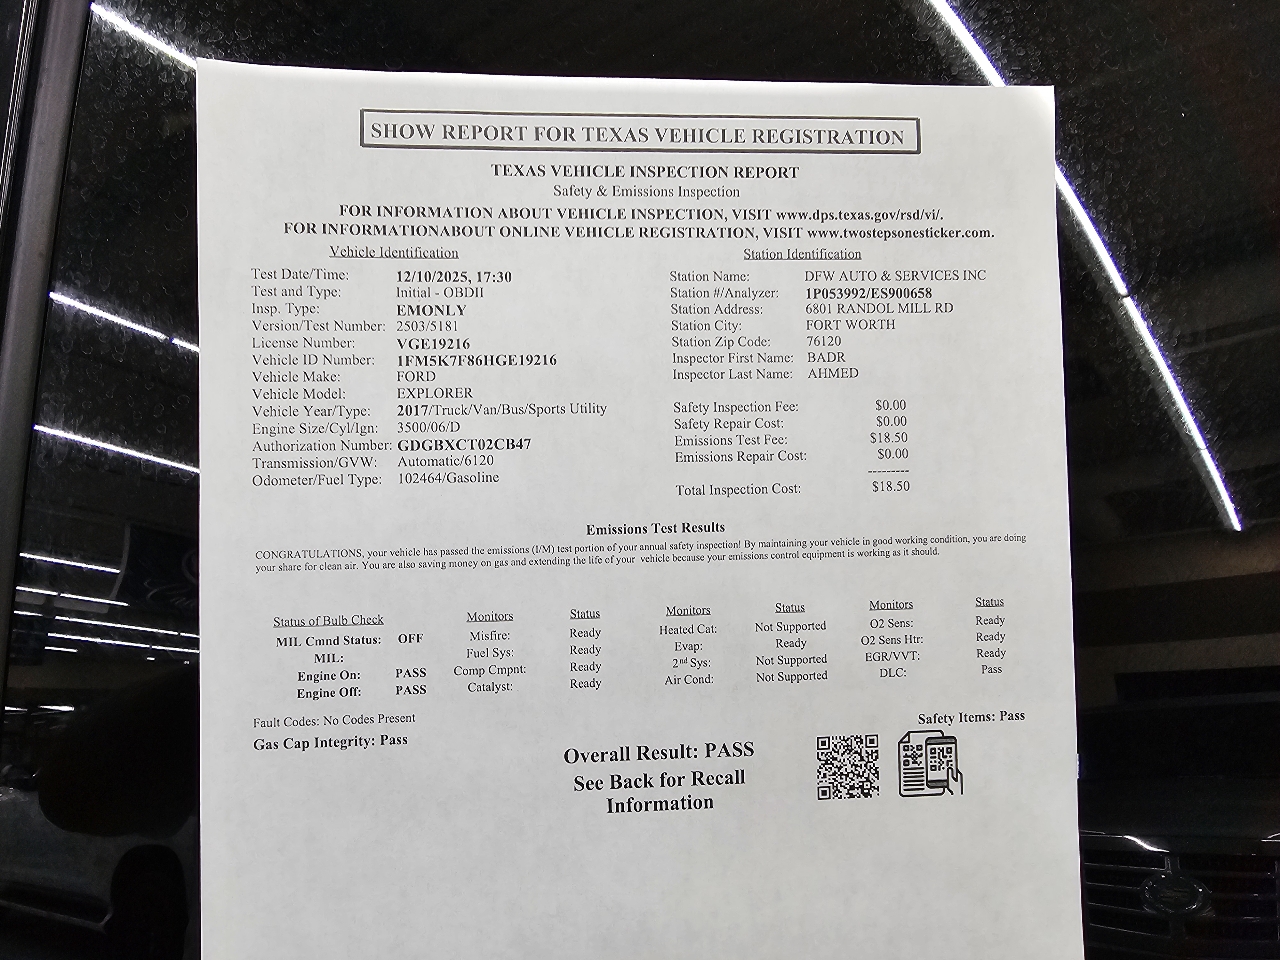 SHOW REPORT FOR TEXAS VEHICLE REGISTRATION
TEXAS VEHICLE INSPECTION REPORT
Safety & Emissions Inspection
FOR INFORMATION ABOUT VEHICLE INSPECTION, VISIT www.dps.texas.gov/rsd/vi/.
FOR INFORMATIONABOUT ONLINE VEHICLE REGISTRATION, VISIT www.twostepsonesticker.com.
Vehicle Identification
Test Date/Time: 12/10/2025, 17:30
Test and Type: Initial - OBDII
Insp. Type: EMONLY
Version/Test Number: 2503/5181
License Number: VGE19216
Vehicle ID Number: 1FM5K7F86HGE19216
Vehicle Make: FORD
Vehicle Model: EXPLORER
Vehicle Year/Type: 2017/Truck/Van/Bus/Sports Utility
Engine Size/Cyl/Ign: 3500/06/D
Authorization Number: GDGBXCT02CB47
Transmission/GVW: Automatic/6120
Odometer/Fuel Type: 102464/Gasoline
Station Identification
Station Name: DFW AUTO & SERVICES INC
Station #/Analyzer: 1P053992/ES900658
Station Address: 6801 RANDOL MILL RD
Station City: FORT WORTH
Station Zip Code: 76120
Inspector First Name: BADR
Inspector Last Name: AHMED
Safety Inspection Fee: $0.00
Safety Repair Cost: $0.00
Emissions Test Fee: $18.50
Emissions Repair Cost: $0.00
---------
Total Inspection Cost: $18.50
Emissions Test Results
CONGRATULATIONS, your vehicle has passed the emissions (I/M) test portion of your annual safety inspection! By maintaining your vehicle in good working condition, you are doing
your share for clean air. You are also saving money on gas and extending the life of your vehicle because your emissions control equipment is working as it should.
Status of Bulb Check
MIL Cmnd Status: OFF
MIL:
Engine On: PASS
Engine Off: PASS
Monitors Status
Misfire: Ready
Fuel Sys: Ready
Comp Cmpnt: Ready
Catalyst: Ready
Monitors Status
Heated Cat: Not Supported
Evap: Ready
2nd Sys: Not Supported
Air Cond: Not Supported
Monitors Status
O2 Sens: Ready
O2 Sens Htr: Ready
EGR/VVT: Ready
DLC: Pass
Fault Codes: No Codes Present
Gas Cap Integrity: Pass
Safety Items: Pass
Overall Result: PASS
See Back for Recall
Information